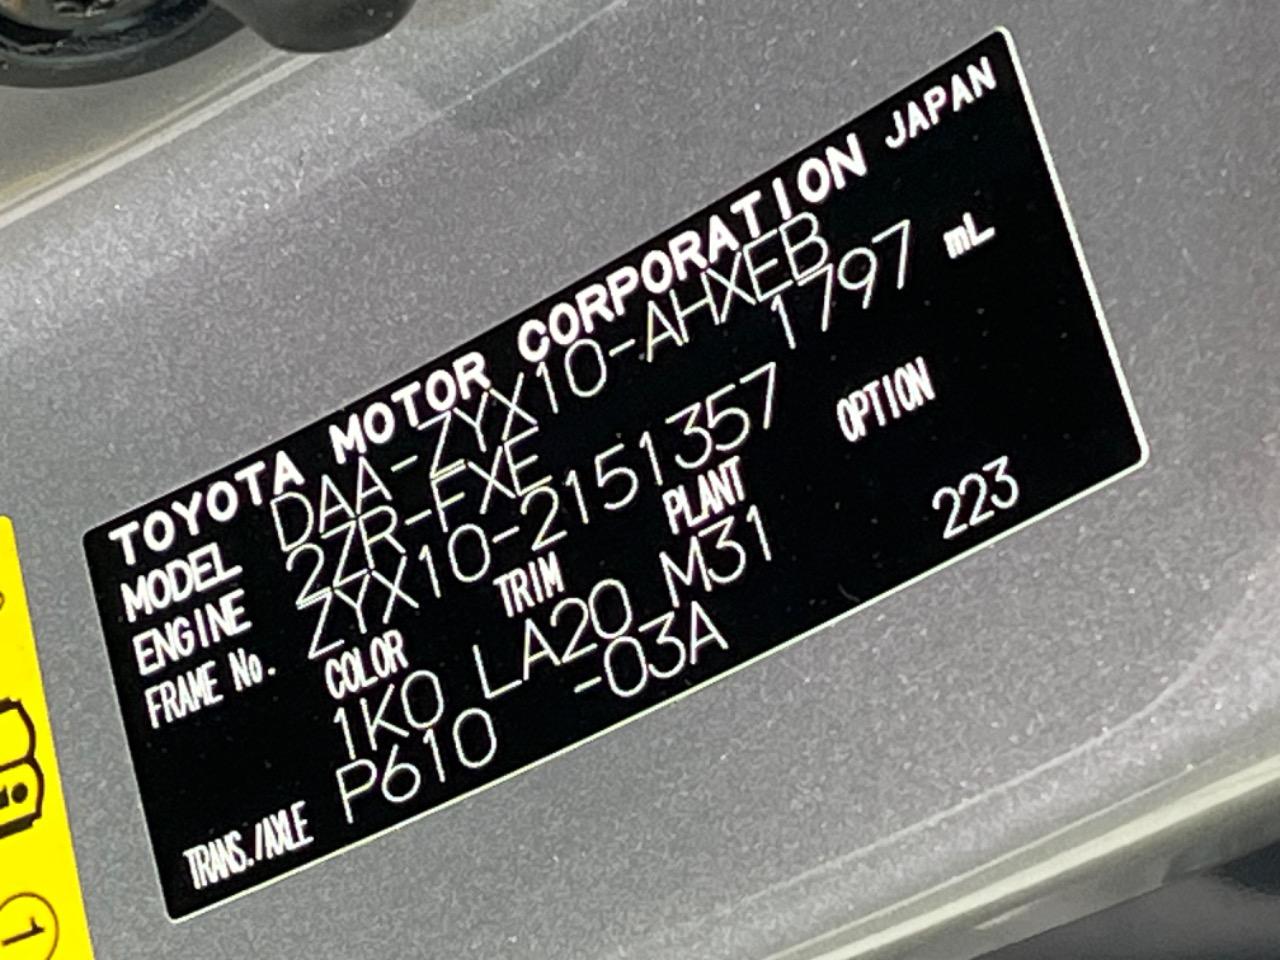 TOYOTA MOTOR CORPORATION JAPAN
MODEL DAA-ZYX10-AHXEB
ENGINE 2ZR-FXE 1797 mL
FRAME No. ZYX10-2151357
COLOR TRIM PLANT OPTION
1K0 LA20 M31 223
TRANS./AXLE P610 -03A
1